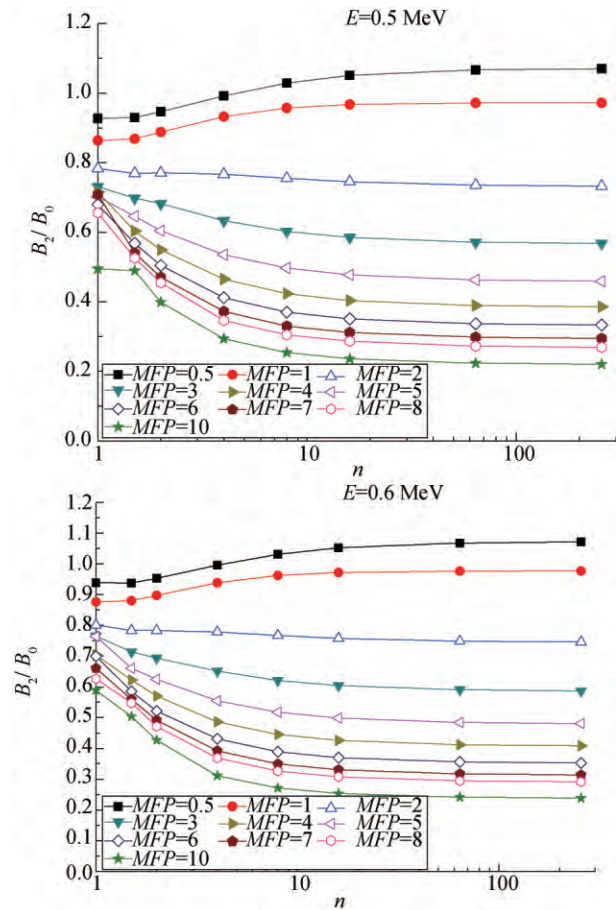 E=0.5 MeV
1.2
1.0
0.8
0.6
0.4
0.2
0.0
B2/B0
MFP=0.5 MFP=1 MFP=2
MFP=3 MFP=4 MFP=5
MFP=6 MFP=7 MFP=8
MFP=10
1 10 100
n
E=0.6 MeV
1.2
1.1
1.0
0.9
0.8
0.7
0.6
0.5
0.4
0.3
0.2
0.1
0.0
B2/B0
MFP=0.5 MFP=1 MFP=2
MFP=3 MFP=4 MFP=5
MFP=6 MFP=7 MFP=8
MFP=10
1 10 100
n